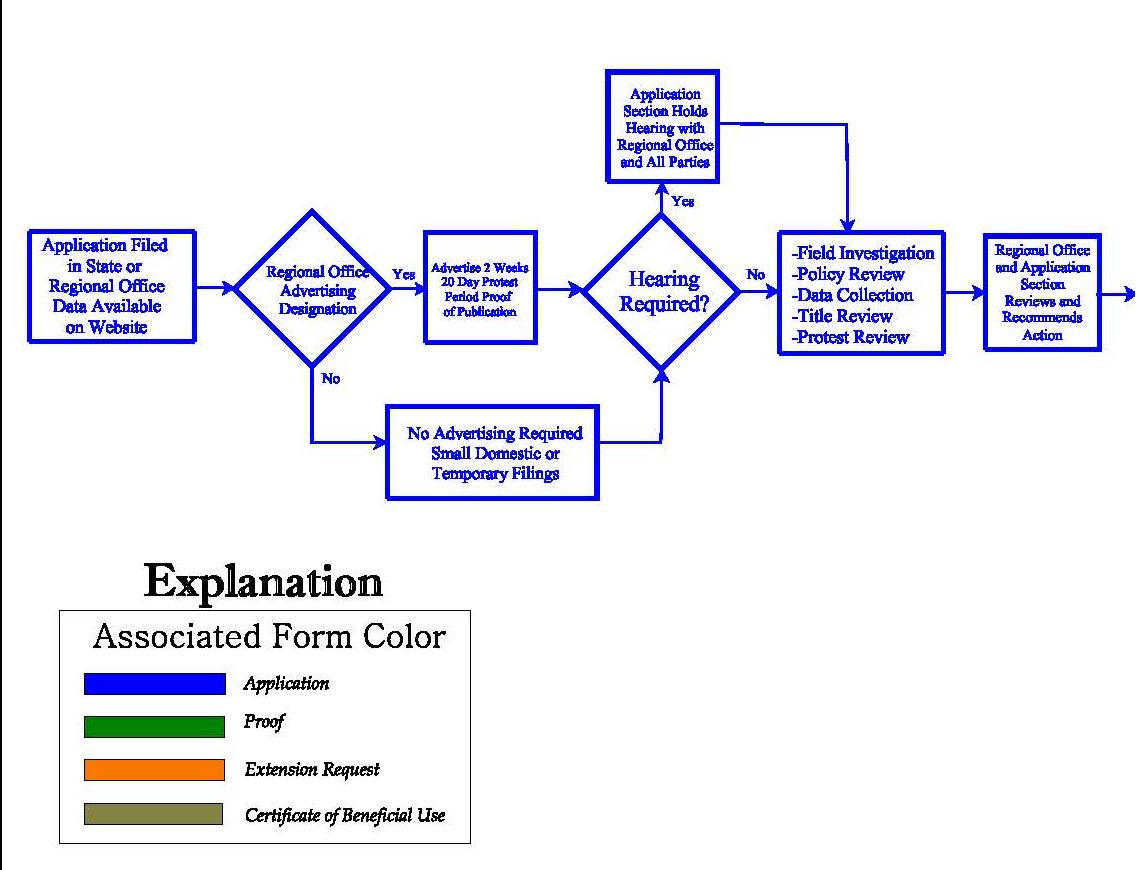 Application
Section Holds
Hearing with
Regional Office
and All Parties
Yes
Application Filed
in State or
Regional Office
Data Available
on Website
Regional Office
Advertising
Designation
Yes
Advertise 2 Weeks
20 Day Protest
Period Proof
of Publication
Hearing
Required?
No
-Field Investigation
-Policy Review
-Data Collection
-Title Review
-Protest Review
Regional Office
and Application
Section
Reviews and
Recommends
Action
No
No Advertising Required
Small Domestic or
Temporary Filings
Explanation
Associated Form Color
Application
Proof
Extension Request
Certificate of Beneficial Use